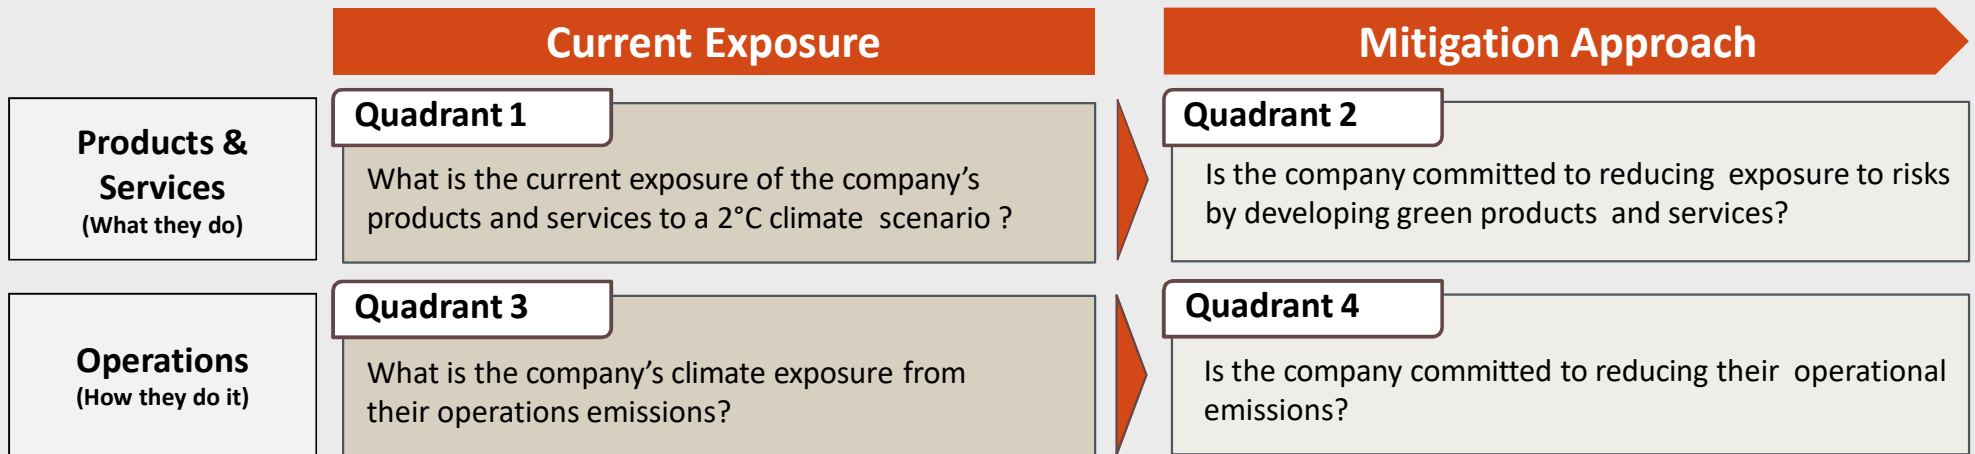 Current Exposure
Mitigation Approach
Products &
Services
(What they do)
Quadrant 1
What is the current exposure of the company’s
products and services to a 2°C climate scenario ?
Quadrant 2
Is the company committed to reducing exposure to risks
by developing green products and services?
Operations
(How they do it)
Quadrant 3
What is the company’s climate exposure from
their operations emissions?
Quadrant 4
Is the company committed to reducing their operational
emissions?